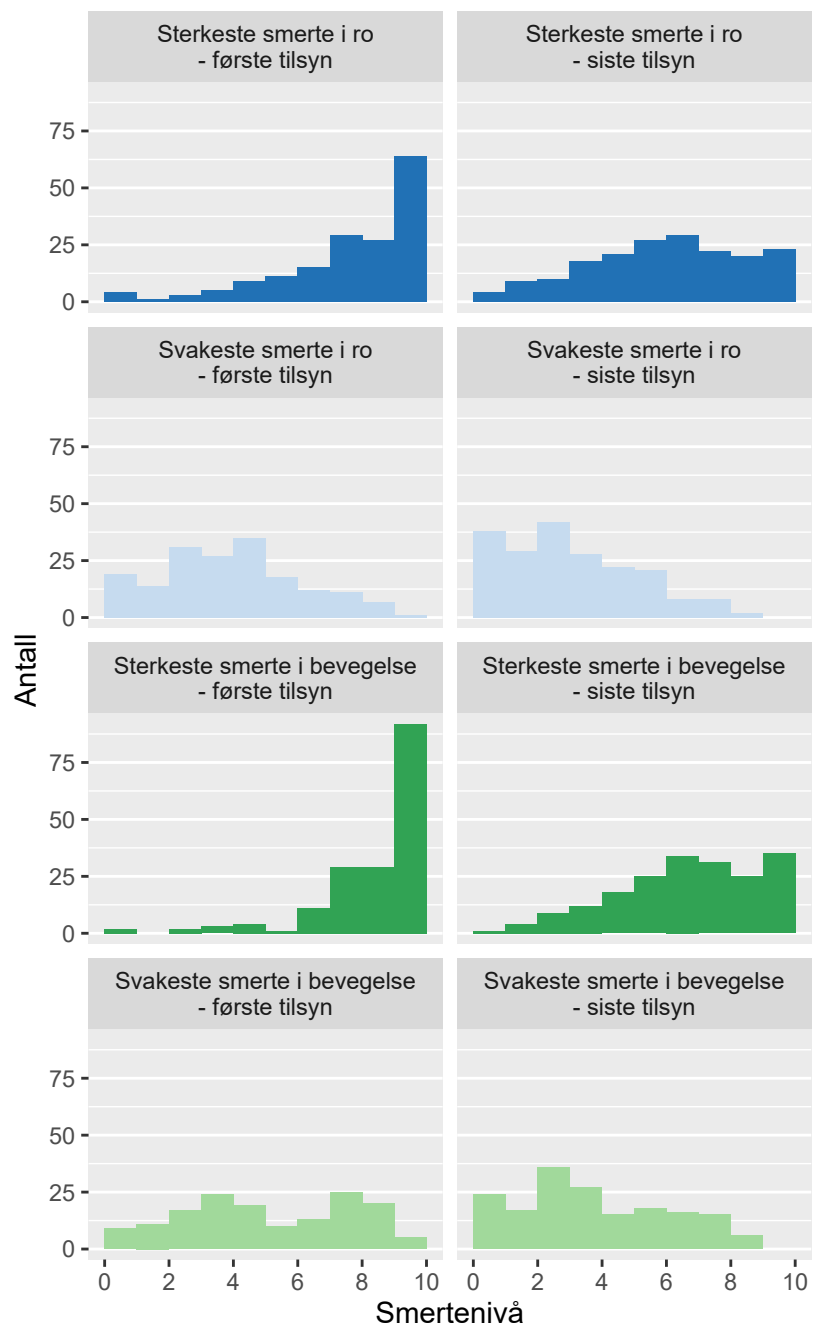 Sterkeste smerte i ro
- første tilsyn
Sterkeste smerte i ro
- siste tilsyn
75
50
25
0
Svakeste smerte i ro
- første tilsyn
Svakeste smerte i ro
- siste tilsyn
75
50
25
0
Antall
Sterkeste smerte i bevegelse
- første tilsyn
Sterkeste smerte i bevegelse
- siste tilsyn
75
50
25
0
Svakeste smerte i bevegelse
- første tilsyn
Svakeste smerte i bevegelse
- siste tilsyn
75
50
25
0
0 2 4 6 8 10
0 2 4 6 8 10
Smertenivå